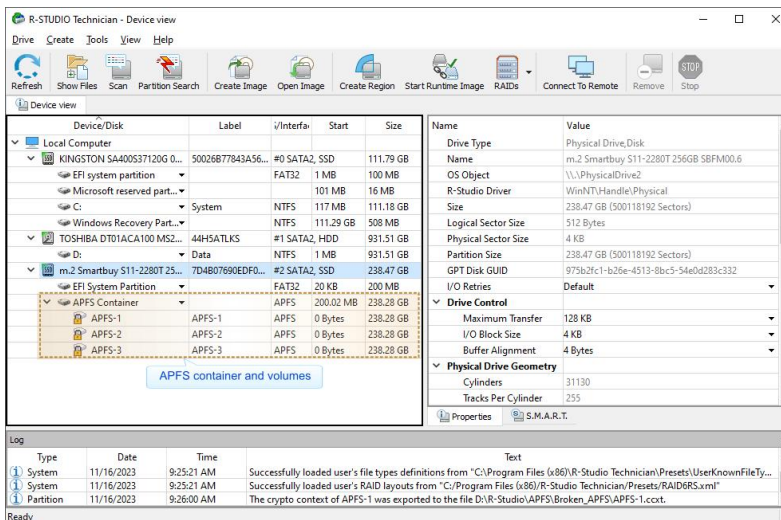 R-STUDIO Technician - Device view
Drive Create Tools View Help
Refresh Show Files Scan Partition Search Create Image Open Image Create Region Start Runtime Image RAIDs Connect To Remote Remove STOP Stop
Device view
Device/Disk Label Start Size
Local Computer
KINGSTON SA400S37120G 0... 50026B77843A56... #0 SATA2, SSD 111.79 GB
EFI system partition FAT32 1 MB 100 MB
Microsoft reserved part... 101 MB 16 MB
C: System NTFS 117 MB 111.18 GB
Windows Recovery Part... NTFS 111.29 GB 508 MB
TOSHIBA DT01ACA100 MS2... 44H5ATLKS #1 SATA2, HDD 931.51 GB
D: Data NTFS 1 MB 931.51 GB
m.2 Smartbuy S11-2280T 25... 7D4B07690EDF0... #2 SATA2, SSD 238.47 GB
EFI System Partition FAT32 20 KB 200 MB
APFS Container APFS 200.02 MB 238.28 GB
APFS-1 APFS-1 APFS 0 Bytes 238.28 GB
APFS-2 APFS-2 APFS 0 Bytes 238.28 GB
APFS-3 APFS-3 APFS 0 Bytes 238.28 GB
APFS container and volumes
Name Value
Drive Type Physical Drive,Disk
Name m.2 Smartbuy S11-2280T 256GB SBFM00.6
OS Object \\.\PhysicalDrive2
R-Studio Driver WinNT\Handle\Physical
Size 238.47 GB (500118192 Sectors)
Logical Sector Size 512 Bytes
Physical Sector Size 4 KB
Partition Size 238.47 GB (500118192 Sectors)
GPT Disk GUID 975b2fc1-b26e-4513-8bc5-54e0d283c332
I/O Retries Default
Drive Control
Maximum Transfer 128 KB
I/O Block Size 4 KB
Buffer Alignment 4 Bytes
Physical Drive Geometry
Cylinders 31130
Tracks Per Cylinder 255
Properties S.M.A.R.T.
Log
Type Date Time Text
System 11/16/2023 9:25:21 AM Successfully loaded user's file types definitions from "C:\Program Files (x86)\R-Studio Technician\Presets\UserKnownFileTy...
System 11/16/2023 9:25:21 AM Successfully loaded user's RAID layouts from "C:/Program Files (x86)/R-Studio Technician/Presets/RAID6RS.xml"
Partition 11/16/2023 9:26:00 AM The crypto context of APFS-1 was exported to the file D:\R-Studio\APFS\Broken_APFS\APFS-1.ccxt.
Ready